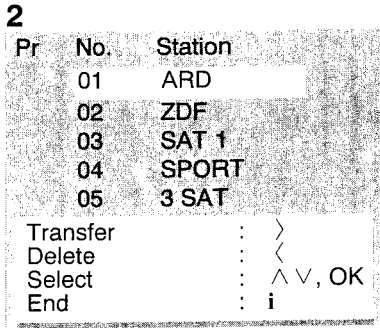 2
Pr No. Station
01 ARD
02 ZDF
03 SAT 1
04 SPORT
05 3 SAT
Transfer : 〉
Delete : 〈
Select : ∧ ∨, OK
End : i